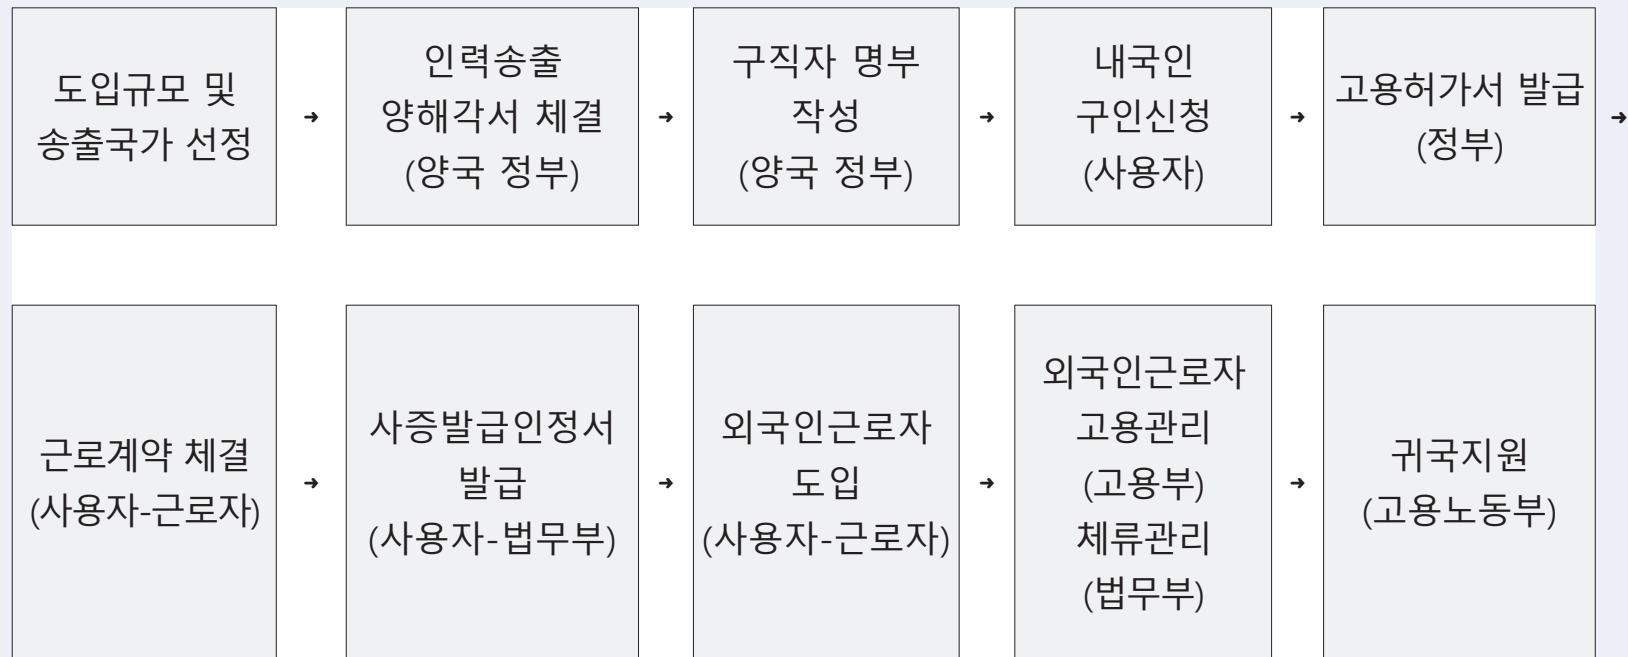 도입규모 및
송출국가 선정
➜
인력송출
양해각서 체결
(양국 정부)
➜
구직자 명부
작성
(양국 정부)
➜
내국인
구인신청
(사용자)
➜
고용허가서 발급
(정부)
➜
근로계약 체결
(사용자-근로자)
➜
사증발급인정서
발급
(사용자-법무부)
➜
외국인근로자
도입
(사용자-근로자)
➜
외국인근로자
고용관리
(고용부)
체류관리
(법무부)
➜
귀국지원
(고용노동부)